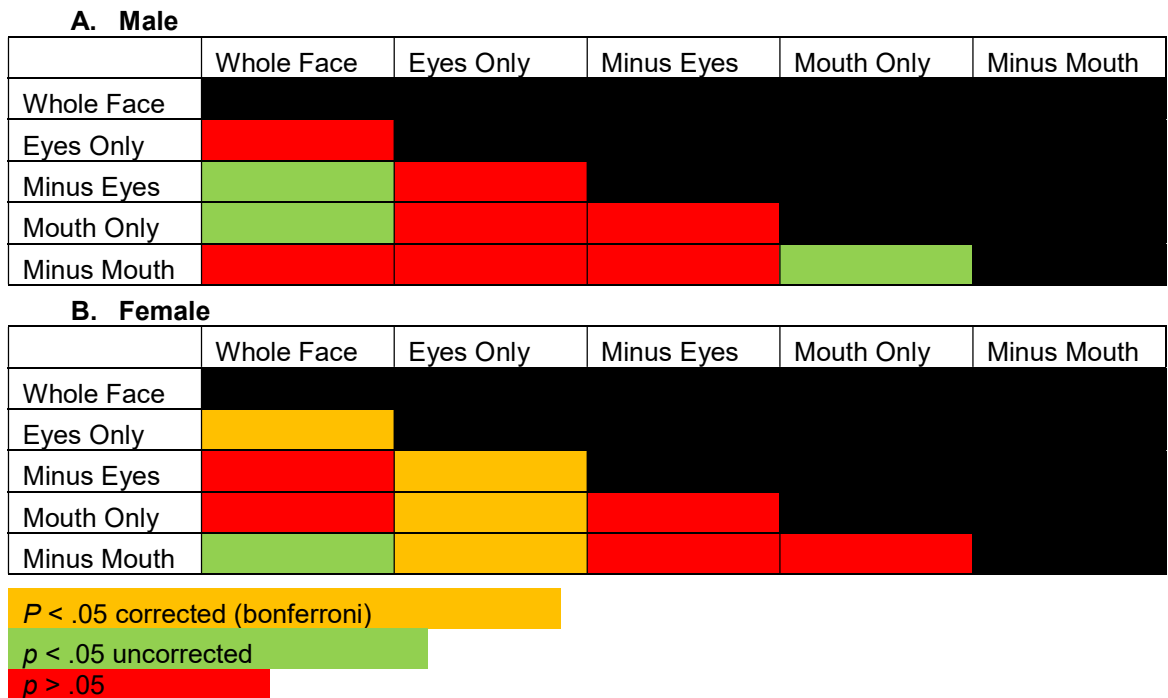 A. Male
Whole Face Eyes Only Minus Eyes Mouth Only Minus Mouth
Whole Face
Eyes Only
Minus Eyes
Mouth Only
Minus Mouth
B. Female
Whole Face Eyes Only Minus Eyes Mouth Only Minus Mouth
Whole Face
Eyes Only
Minus Eyes
Mouth Only
Minus Mouth
P < .05 corrected (bonferroni)
p < .05 uncorrected
p > .05